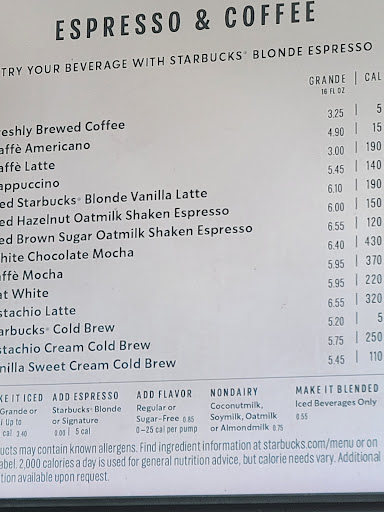 ESPRESSO & COFFEE
TRY YOUR BEVERAGE WITH STARBUCKS® BLONDE ESPRESSO
GRANDE | CAL
16 FL OZ
reshly Brewed Coffee 3.25 | 5
affè Americano 4.90 | 15
affè Latte 3.00 | 190
appuccino 5.45 | 140
ed Starbucks® Blonde Vanilla Latte 6.10 | 190
ed Hazelnut Oatmilk Shaken Espresso 6.00 | 150
ed Brown Sugar Oatmilk Shaken Espresso 6.55 | 120
hite Chocolate Mocha 6.40 | 430
ffè Mocha 5.95 | 370
at White 5.95 | 220
stachio Latte 6.55 | 320
arbucks® Cold Brew 5.20 | 5
stachio Cream Cold Brew 5.75 | 250
nilla Sweet Cream Cold Brew 5.45 | 110
KE IT ICED
Grande or
i Up to
cal 3.40
ADD ESPRESSO
Starbucks® Blonde
or Signature
0.00 | 5 cal
ADD FLAVOR
Regular or
Sugar-Free 0.85
0–25 cal per pump
NONDAIRY
Coconutmilk,
Soymilk, Oatmilk
or Almondmilk 0.75
MAKE IT BLENDED
Iced Beverages Only
0.55
ucts may contain known allergens. Find ingredient information at starbucks.com/menu or on
abel. 2,000 calories a day is used for general nutrition advice, but calorie needs vary. Additional
tion available upon request.